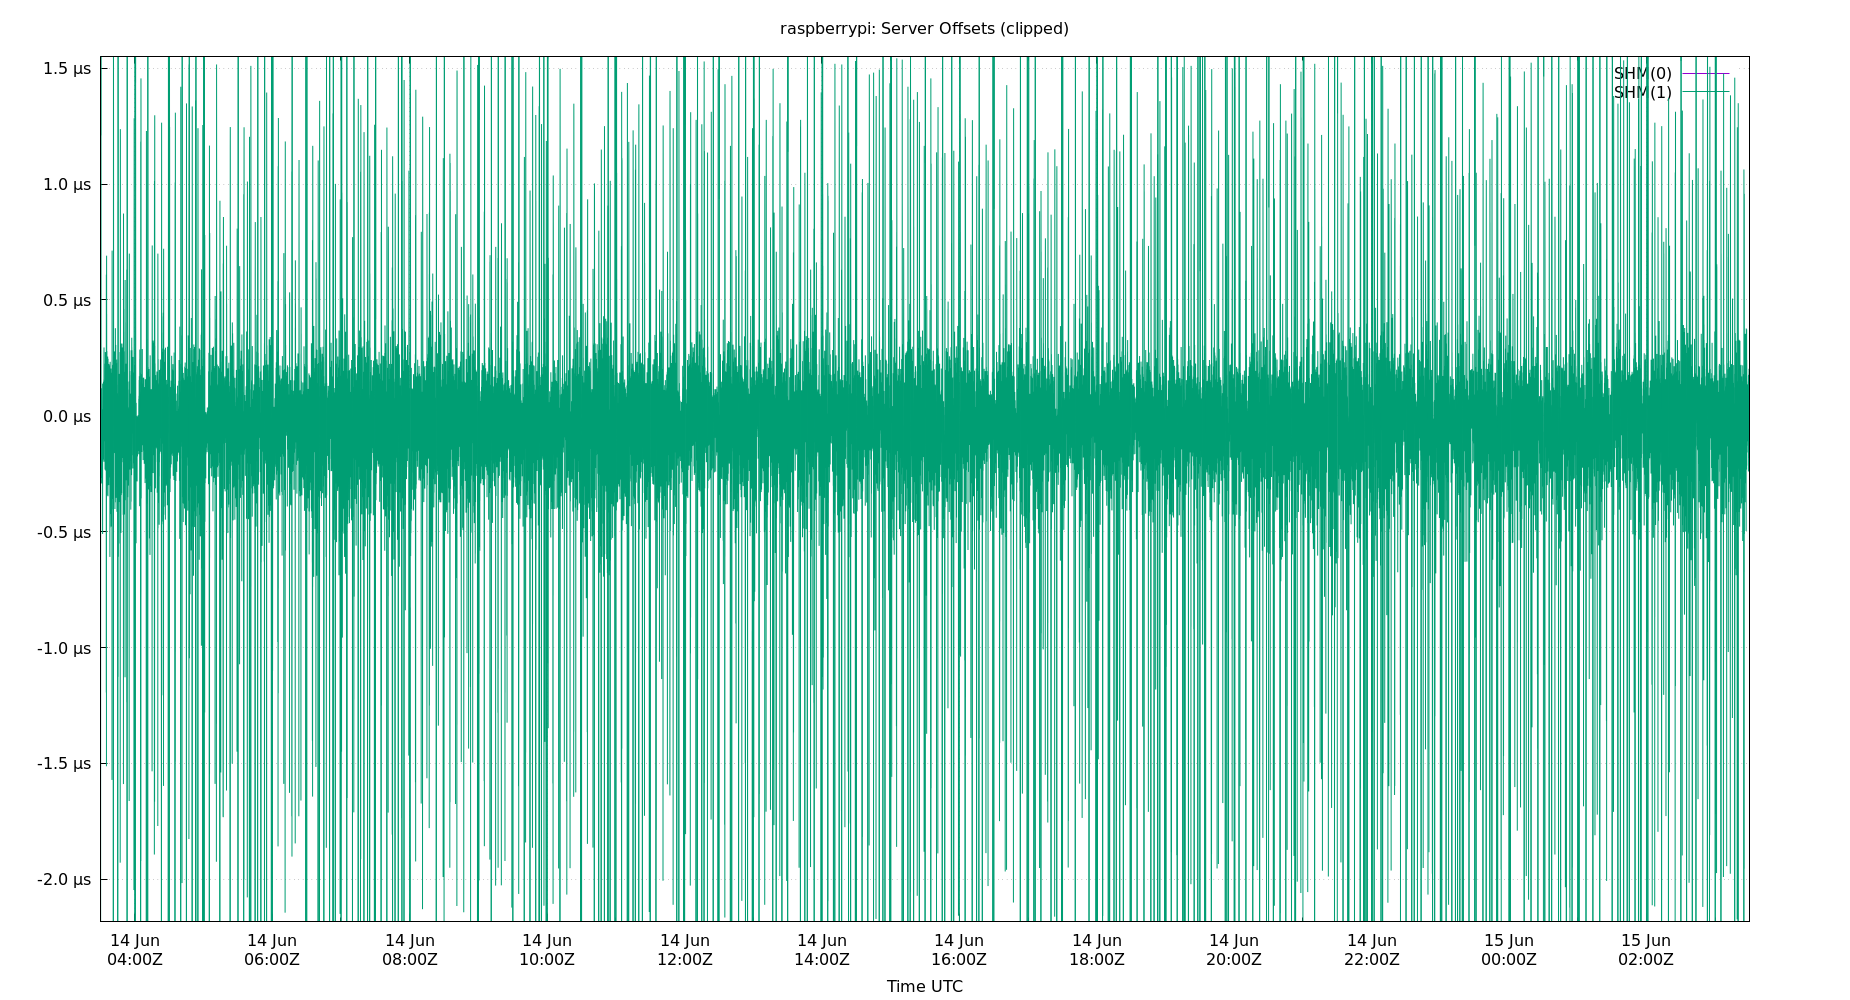 raspberrypi: Server Offsets (clipped)
1.5 μs
1.0 μs
0.5 μs
0.0 μs
-0.5 μs
-1.0 μs
-1.5 μs
-2.0 μs
SHM(0)
SHM(1)
14 Jun 14 Jun 14 Jun 14 Jun 14 Jun 14 Jun 14 Jun 14 Jun 14 Jun 14 Jun 15 Jun 15 Jun
04:00Z 06:00Z 08:00Z 10:00Z 12:00Z 14:00Z 16:00Z 18:00Z 20:00Z 22:00Z 00:00Z 02:00Z
Time UTC